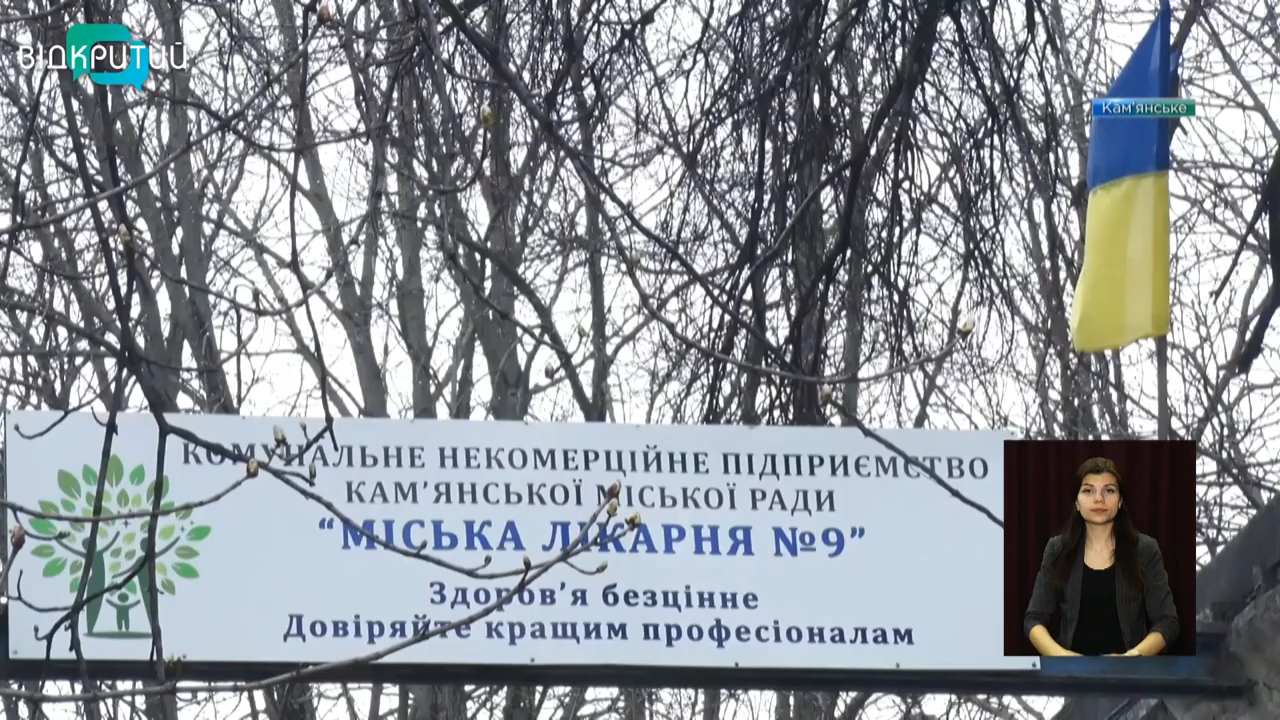 ВІДКРИТИЙ
Кам'янське
КОМУНАЛЬНЕ НЕКОМЕРЦІЙНЕ ПІДПРИЄМСТВО
КАМ'ЯНСЬКОЇ МІСЬКОЇ РАДИ
“МІСЬКА ЛІКАРНЯ №9”
Здоров'я безцінне
Довіряйте кращим професіоналам